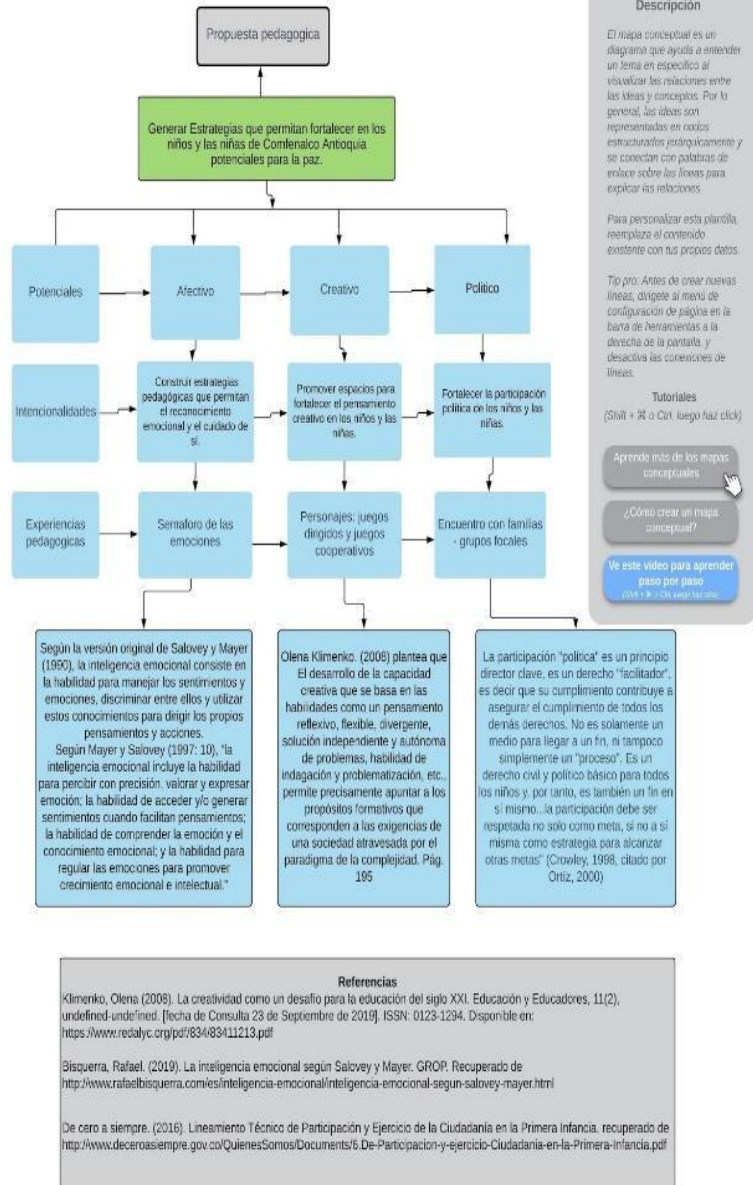 Propuesta pedagogica
Generar Estrategias que permitan fortalecer en los
niños y las niñas de Comfenalco Antioquia
potenciales para la paz.
Potenciales
Afectivo
Creativo
Politico
Intencionalidades
Construir estrategias
pedagógicas que permitan
el reconocimiento
emocional y el cuidado de
sí.
Promover espacios para
fortalecer el pensamiento
creativo en los niños y las
niñas.
Fortalecer la participación
política de los niños y las
niñas.
Experiencias
pedagogicas
Semaforo de las
emociones
Personajes: juegos
dirigidos y juegos
cooperativos
Encuentro con familias
- grupos focales
Según la versión original de Salovey y Mayer
(1990), la inteligencia emocional consiste en
la habilidad para manejar los sentimientos y
emociones, discriminar entre ellos y utilizar
estos conocimientos para dirigir los propios
pensamientos y acciones.
Según Mayer y Salovey (1997: 10), "la
inteligencia emocional incluye la habilidad
para percibir con precisión, valorar y expresar
emoción; la habilidad de acceder y/o generar
sentimientos cuando facilitan pensamientos;
la habilidad de comprender la emoción y el
conocimiento emocional; y la habilidad para
regular las emociones para promover
crecimiento emocional e intelectual."
Olena Klimenko. (2008) plantea que
El desarrollo de la capacidad
creativa que se basa en las
habilidades como un pensamiento
reflexivo, flexible, divergente,
solución independiente y autónoma
de problemas, habilidad de
indagación y problematización, etc.,
permite precisamente apuntar a los
propósitos formativos que
corresponden a las exigencias de
una sociedad atravesada por el
paradigma de la complejidad. Pág.
195
La participación "política" es un principio
director clave, es un derecho "facilitador",
es decir que su cumplimiento contribuye a
asegurar el cumplimiento de todos los
demás derechos. No es solamente un
medio para llegar a un fin, ni tampoco
simplemente un "proceso". Es un
derecho civil y político básico para todos
los niños y, por tanto, es también un fin en
sí mismo...la participación debe ser
respetada no solo como meta, si no a sí
misma como estrategia para alcanzar
otras metas" (Crowley, 1998, citado por
Ortiz, 2000)
Descripción
El mapa conceptual es un
diagrama que ayuda a entender
un tema en específico al
visualizar las relaciones entre
las ideas y conceptos. Por lo
general, las ideas son
representadas en nodos
estructurados jerárquicamente y
se conectan con palabras de
enlace sobre las líneas para
explicar las relaciones.
Para personalizar esta plantilla,
reemplaza el contenido
existente con tus propios datos.
Tip pro: Antes de crear nuevas
líneas, dirígete al menú de
configuración de página en la
barra de herramientas a la
derecha de la pantalla, y
desactiva las conexiones de
líneas.
Tutoriales
(Shift + ⌘ o Ctrl, luego haz click)
Aprende más de los mapas
conceptuales
¿Cómo crear un mapa
conceptual?
Ve este video para aprender
paso por paso
(Shift + ⌘ o Ctrl, luego haz click)
Referencias
Klimenko, Olena (2008). La creatividad como un desafío para la educación del siglo XXI. Educación y Educadores, 11(2),
undefined-undefined. [fecha de Consulta 23 de Septiembre de 2019]. ISSN: 0123-1294. Disponible en:
https://www.redalyc.org/pdf/834/83411213.pdf
Bisquerra, Rafael. (2019). La inteligencia emocional según Salovey y Mayer. GROP. Recuperado de
http://www.rafaelbisquerra.com/es/inteligencia-emocional/inteligencia-emocional-segun-salovey-mayer.html
De cero a siempre. (2016). Lineamiento Técnico de Participación y Ejercicio de la Ciudadanía en la Primera Infancia. recuperado de
http://www.deceroasiempre.gov.co/QuienesSomos/Documents/6.De-Participacion-y-ejercicio-Ciudadania-en-la-Primera-Infancia.pdf